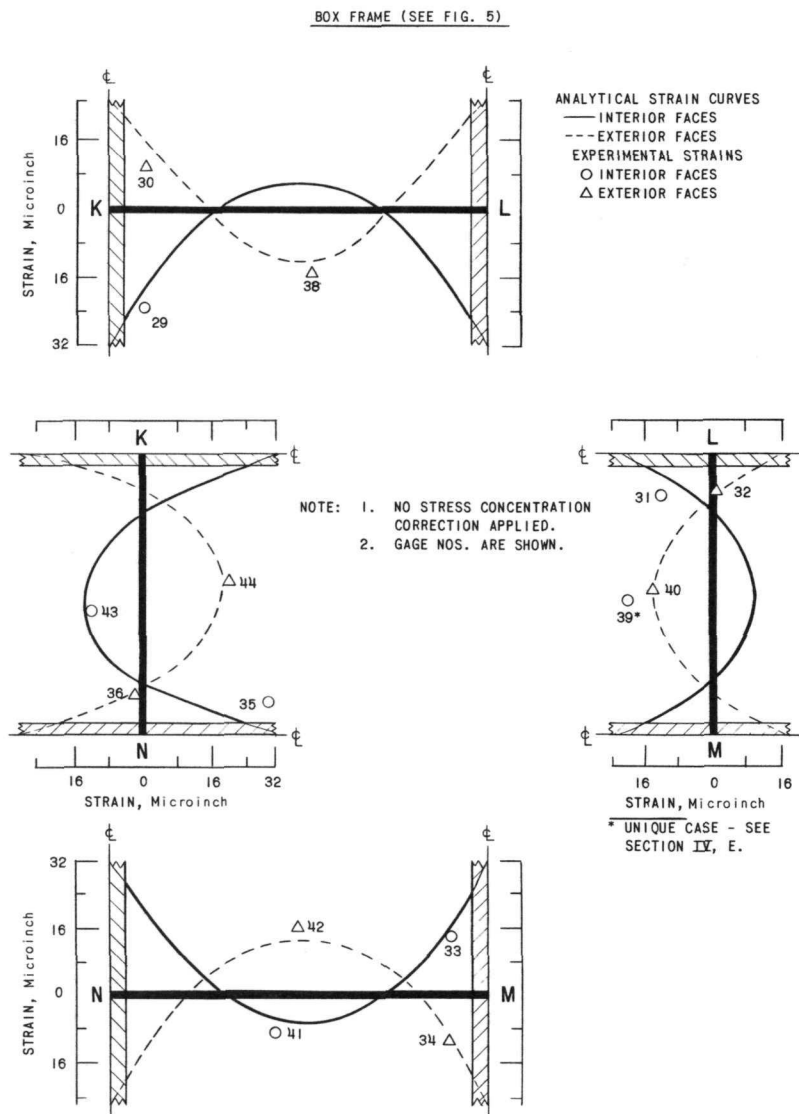 BOX FRAME (SEE FIG. 5)
℄
℄
ANALYTICAL STRAIN CURVES
INTERIOR FACES
EXTERIOR FACES
EXPERIMENTAL STRAINS
INTERIOR FACES
EXTERIOR FACES
STRAIN, Microinch
16
0
16
32
K
L
30
38
29
K
℄
44
43
36
35
N
℄
16
0
16
32
STRAIN, Microinch
NOTE: 1. NO STRESS CONCENTRATION
CORRECTION APPLIED.
2. GAGE NOS. ARE SHOWN.
L
℄
31
32
39*
40
℄
M
16
0
16
STRAIN, Microinch
* UNIQUE CASE - SEE
SECTION IV, E.
℄
℄
STRAIN, Microinch
32
16
0
16
N
M
42
33
41
34